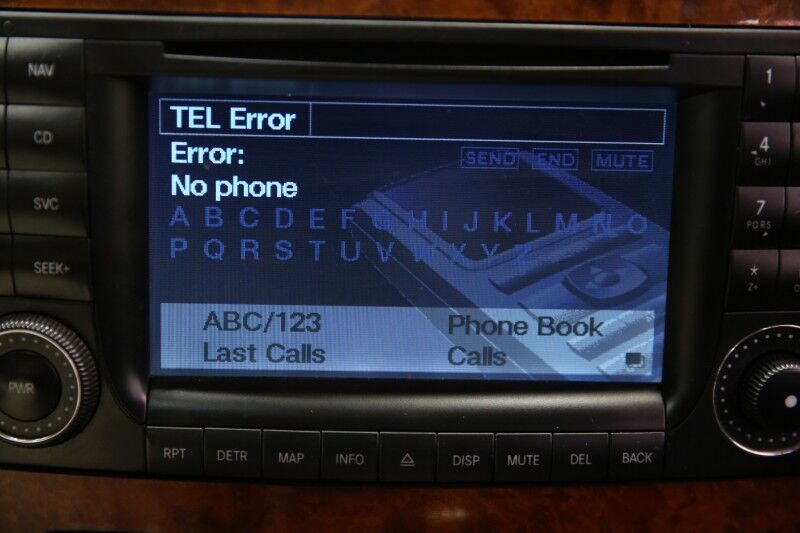 NAV
CD
SVC
SEEK+
PWR
TEL Error
Error:
SEND END MUTE
No phone
A B C D E F G H I J K L M N O
P Q R S T U V W X Y Z
ABC/123 Phone Book
Last Calls Calls
1
4
GHI
7
PQRS
*
Z+
RPT DETR MAP INFO DISP MUTE DEL BACK